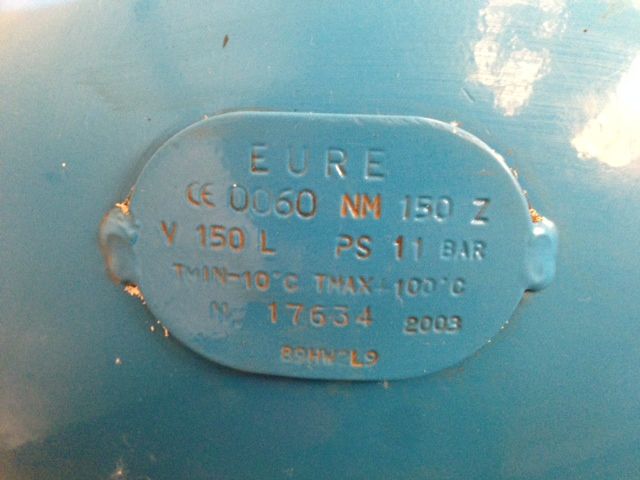 EURE
CE 0060 NM 150 Z
V 150 L PS 11 BAR
TMIN-10°C TMAX+100°C
N. 17634 2003